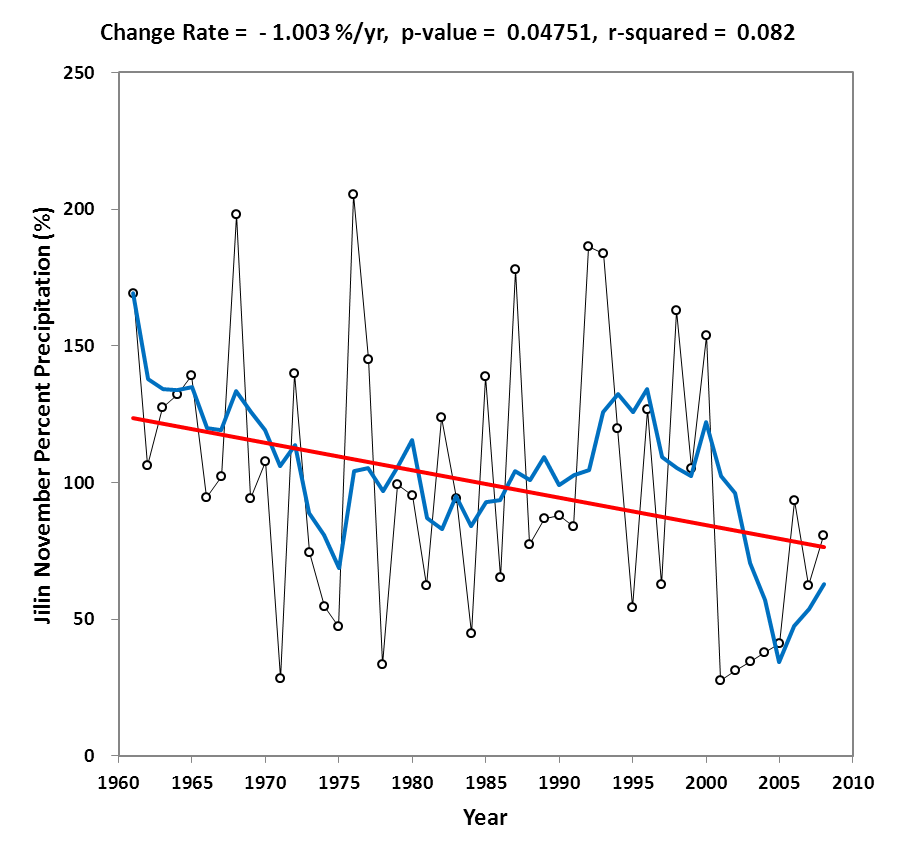 Change Rate = - 1.003 %/yr, p-value = 0.04751, r-squared = 0.082
Jilin November Percent Precipitation (%)
250
200
150
100
50
0
1960 1965 1970 1975 1980 1985 1990 1995 2000 2005 2010
Year